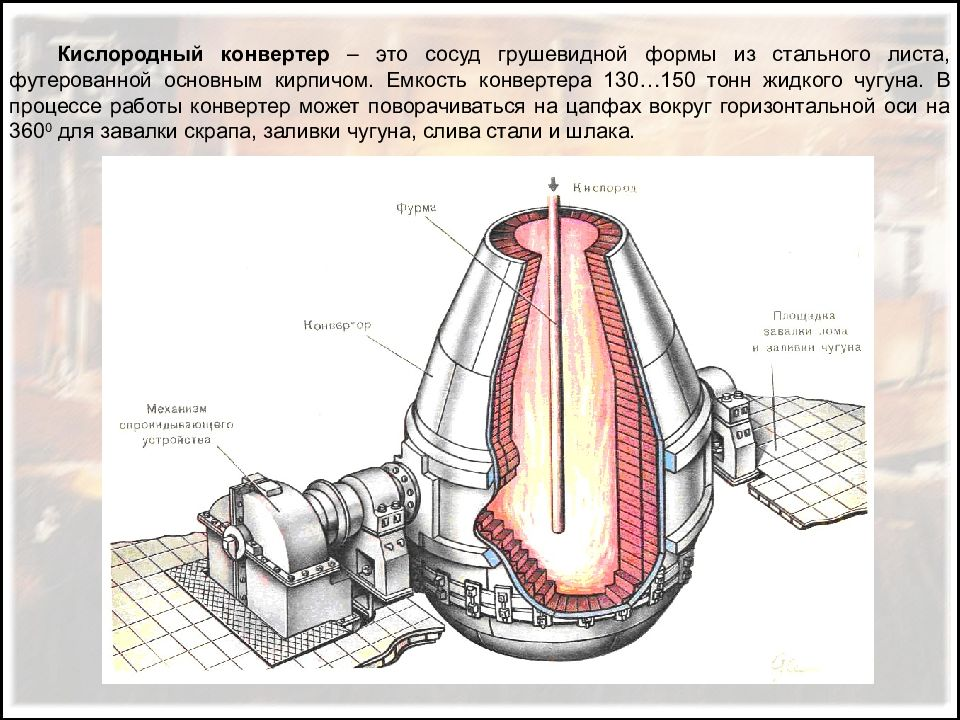 Кислородный конвертер – это сосуд грушевидной формы из стального листа,
футерованной основным кирпичом. Емкость конвертера 130…150 тонн жидкого чугуна. В
процессе работы конвертер может поворачиваться на цапфах вокруг горизонтальной оси на
360⁰ для завалки скрапа, заливки чугуна, слива стали и шлака.
Кислород
Фурма
Конвертор
Площадка
завалки лома
и заливки чугуна
Механизм
опрокидывающего
устройства